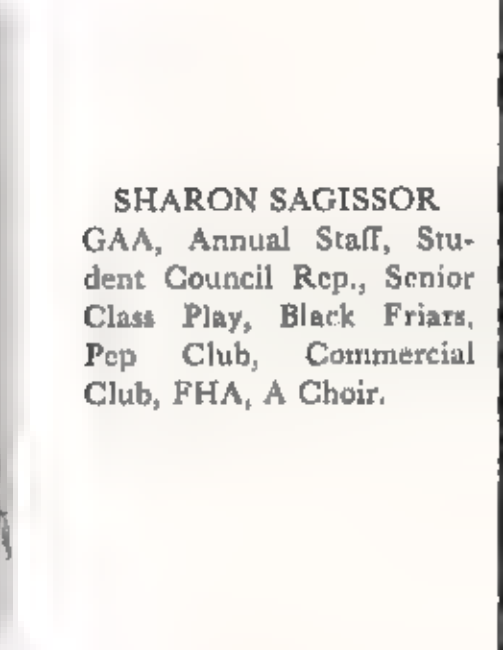 SHARON SAGISSOR
GAA, Annual Staff, Stu-
dent Council Rep., Senior
Class Play, Black Friars,
Pep Club, Commercial
Club, FHA, A Choir.